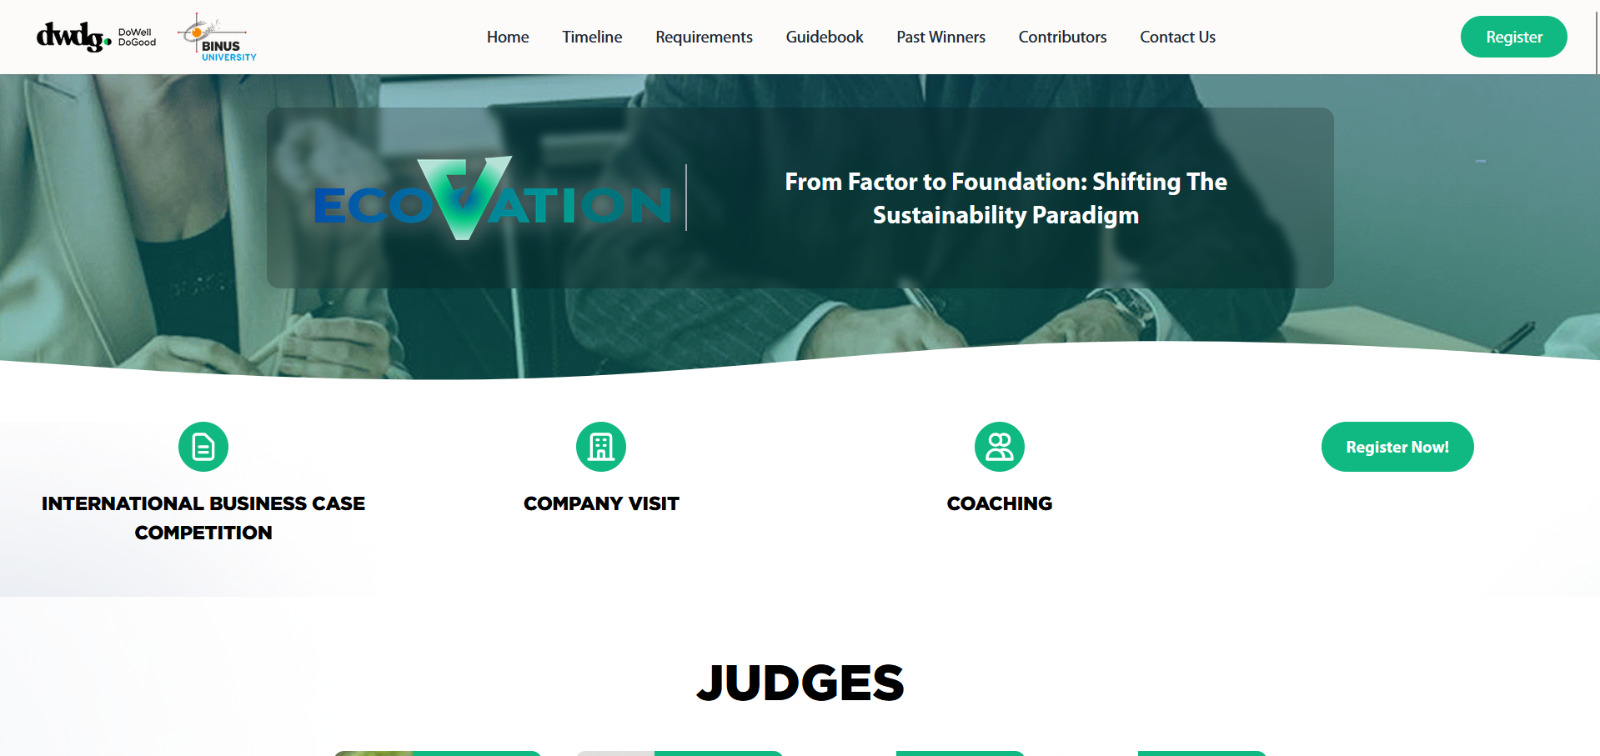 dwdg. DoWell
DoGood
BINUS
UNIVERSITY
Home Timeline Requirements Guidebook Past Winners Contributors Contact Us Register
ECOVATION
From Factor to Foundation: Shifting The
Sustainability Paradigm
INTERNATIONAL BUSINESS CASE
COMPETITION
COMPANY VISIT
COACHING
Register Now!
JUDGES